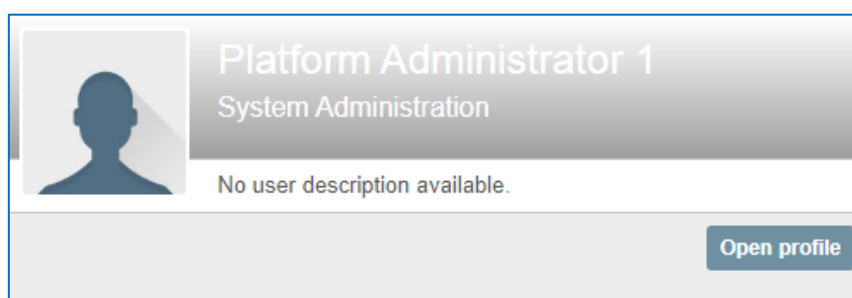 Platform Administrator 1
System Administration
No user description available.
Open profile